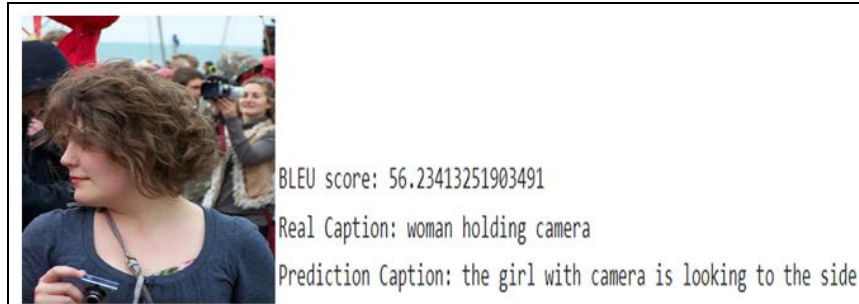 BLEU score: 56.23413251903491
Real Caption: woman holding camera
Prediction Caption: the girl with camera is looking to the side